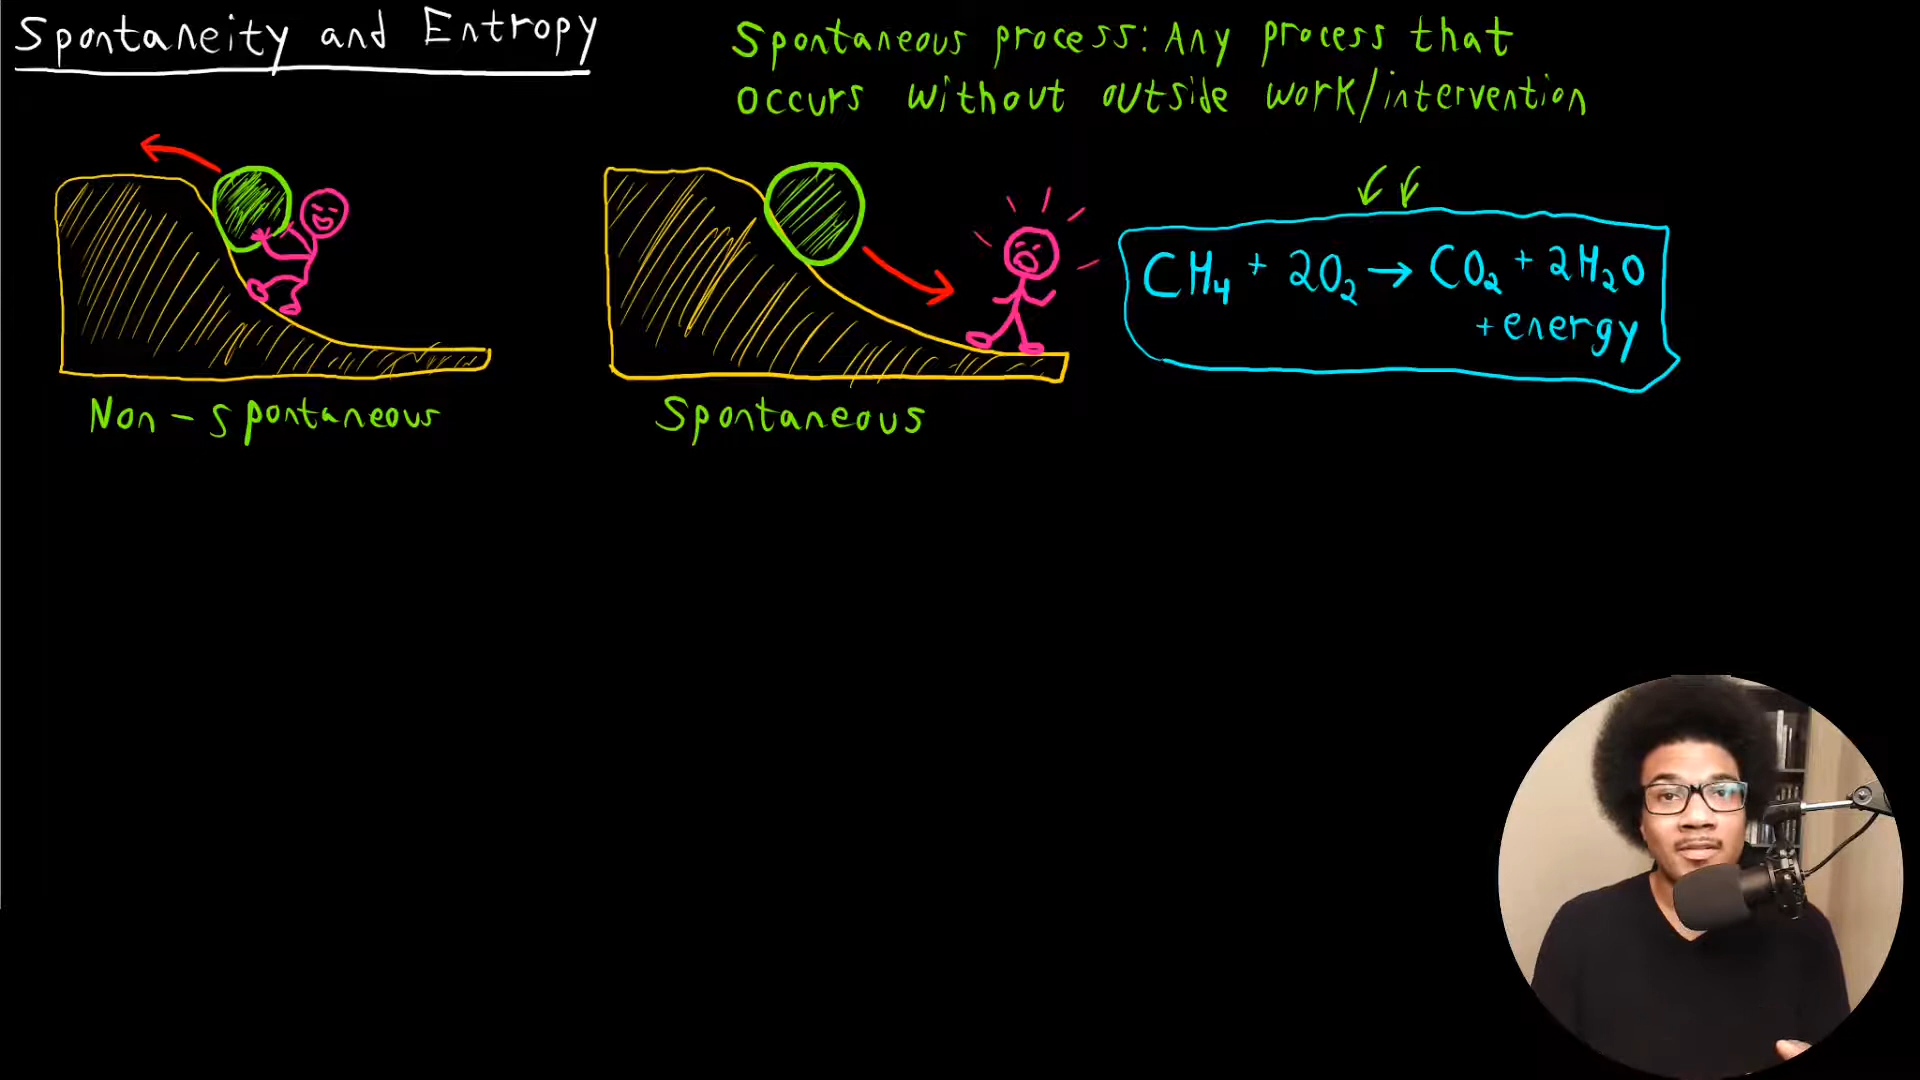 Spontaneity and Entropy
Spontaneous process: Any process that
occurs without outside work/intervention
CH₄ + 2O₂ → CO₂ + 2H₂O
+ energy
Non-spontaneous
Spontaneous